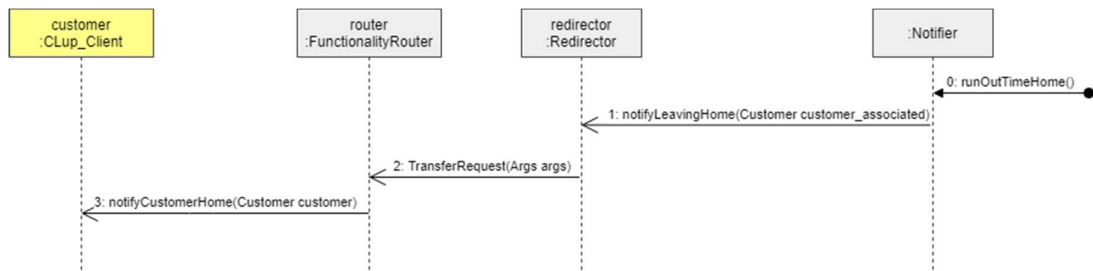 customer
:CLup_Client
router
:FunctionalityRouter
redirector
:Redirector
:Notifier
0: runOutTimeHome()
1: notifyLeavingHome(Customer customer_associated)
2: TransferRequest(Args args)
3: notifyCustomerHome(Customer customer)